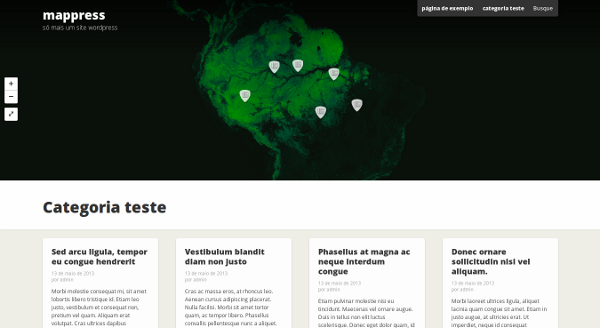 mappress
só mais um site wordpress
página de exemplo categoria teste Busque
+
−
Categoria teste
Sed arcu ligula, tempor
eu congue hendrerit
13 de maio de 2013
por admin
Morbi molestie consequat mi, sit amet
lobortis libero tristique id. Etiam leo
justo, vestibulum et consequat non,
pretium vel quam. Aliquam erat
volutpat. Cras ultrices dapibus
Vestibulum blandit
diam non justo
13 de maio de 2013
por admin
Cras ac massa eros, at rhoncus leo.
Aenean cursus adipiscing placerat.
Nulla facilisi. Morbi sit amet tortor
quam, ac tempor libero. Phasellus
convallis pellentesque nunc a aliquet.
Phasellus at magna ac
neque interdum
congue
13 de maio de 2013
por admin
Etiam pulvinar molestie nisi eu
tincidunt. Maecenas vel ornare augue.
Duis in tellus non elit luctus
scelerisque. Donec eget dolor quam, id
Donec ornare
sollicitudin nisi vel
aliquam.
13 de maio de 2013
por admin
Morbi laoreet ultrices ligula, aliquet
lacinia quam congue sit amet. Etiam in
justo augue, at ultricies erat. Ut
imperdiet, neque id consequat